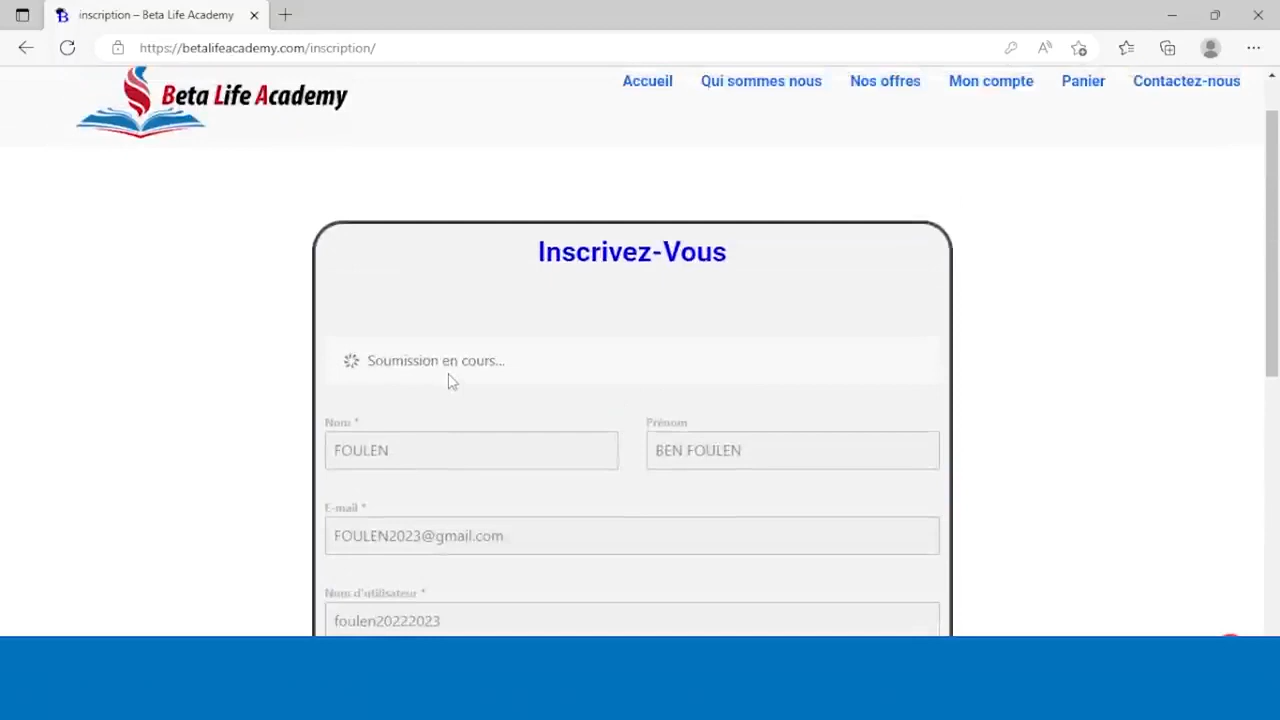 inscription – Beta Life Academy
https://betalifeacademy.com/inscription/
Beta Life Academy
Accueil
Qui sommes nous
Nos offres
Mon compte
Panier
Contactez-nous
Inscrivez-Vous
Soumission en cours...
Nom *
Prénom
FOULEN
BEN FOULEN
E-mail *
FOULEN2023@gmail.com
Nom d'utilisateur *
foulen20222023